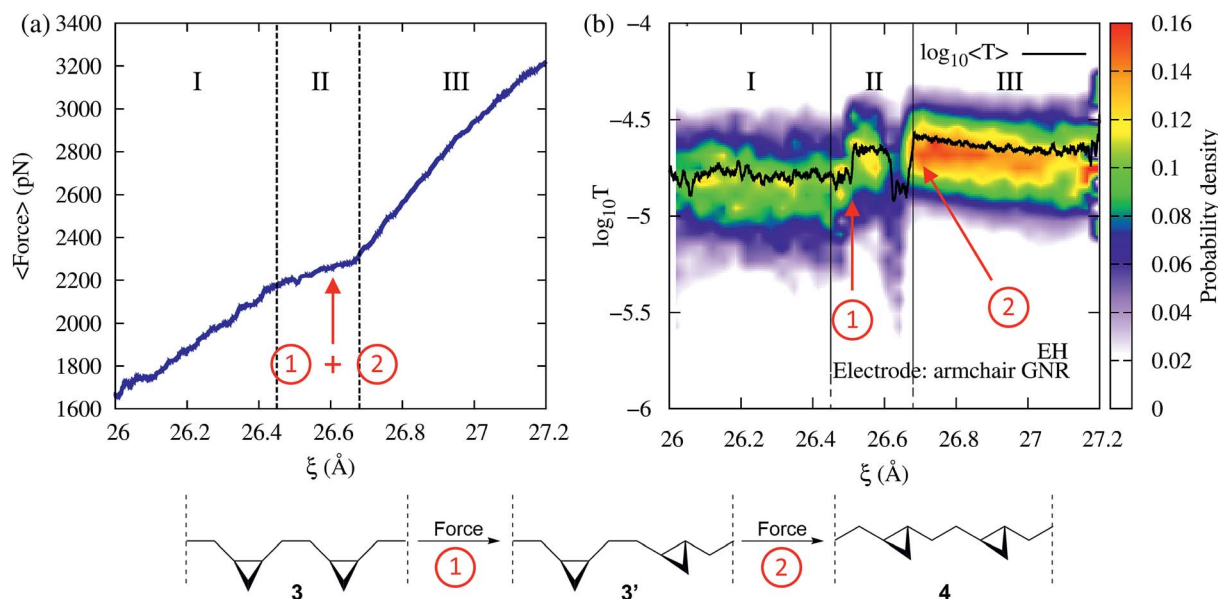 (a)
<Force> (pN)
3400
3200
3000
2800
2600
2400
2200
2000
1800
1600
I
II
III
1 + 2
26
26.2
26.4
26.6
26.8
27
27.2
ξ (Å)
(b)
log10T
−4
−4.5
−5
−5.5
−6
log10<T>
I
II
III
1
2
EH
Electrode: armchair GNR
26
26.2
26.4
26.6
26.8
27
27.2
ξ (Å)
0.16
0.14
0.12
0.1
0.08
0.06
0.04
0.02
0
Probability density
Force
1
Force
2
3
3’
4